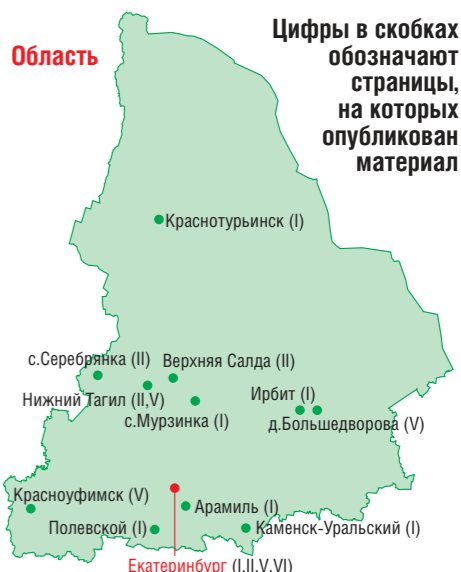 Область
Цифры в скобках
обозначают
страницы,
на которых
опубликован
материал
Краснотурьинск (I)
с.Серебрянка (II)
Верхняя Салда (II)
Нижний Тагил (II,V)
Ирбит (I)
с.Мурзинка (I)
д.Большедворова (V)
Красноуфимск (V)
Арамиль (I)
Полевской (I)
Каменск-Уральский (I)
Екатеринбург (I,II,V,VI)